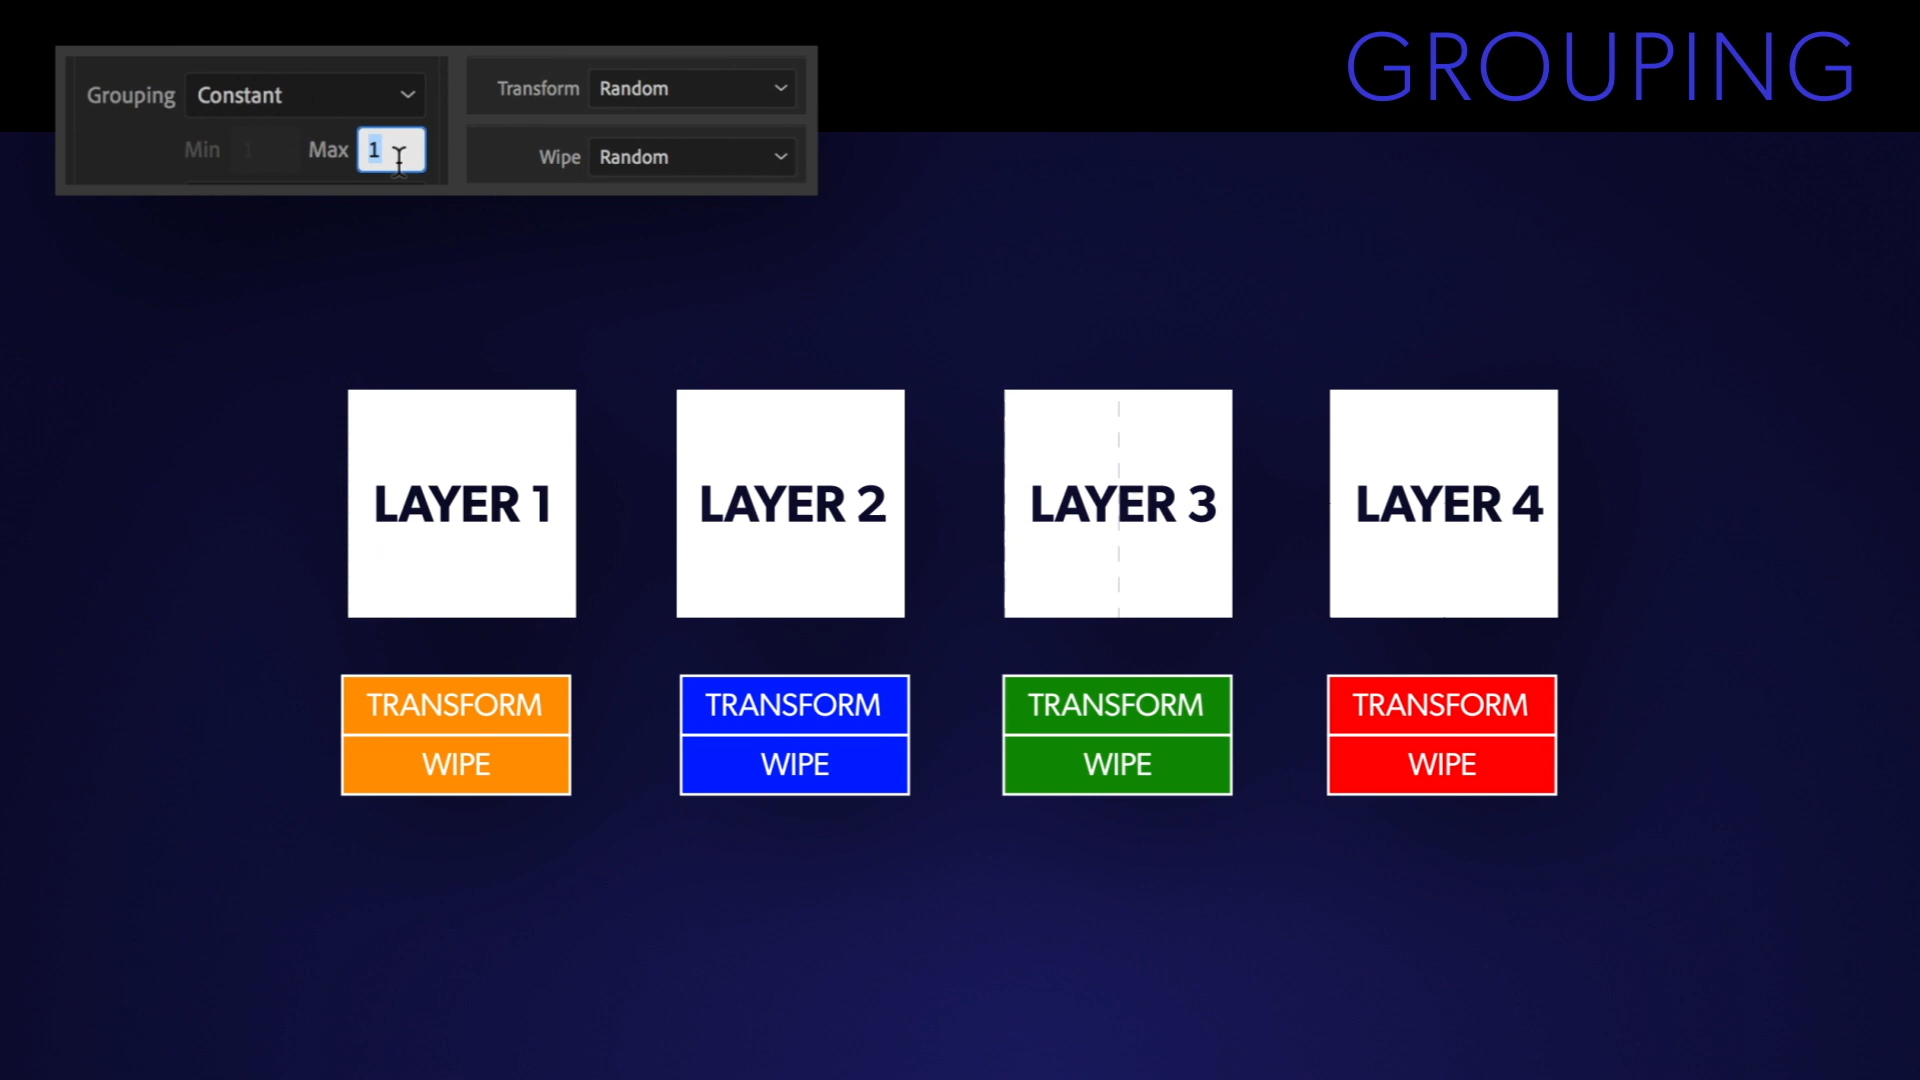 GROUPING
Grouping Constant
Min 1 Max 1
Transform Random
Wipe Random
LAYER 1
LAYER 2
LAYER 3
LAYER 4
TRANSFORM
WIPE
TRANSFORM
WIPE
TRANSFORM
WIPE
TRANSFORM
WIPE